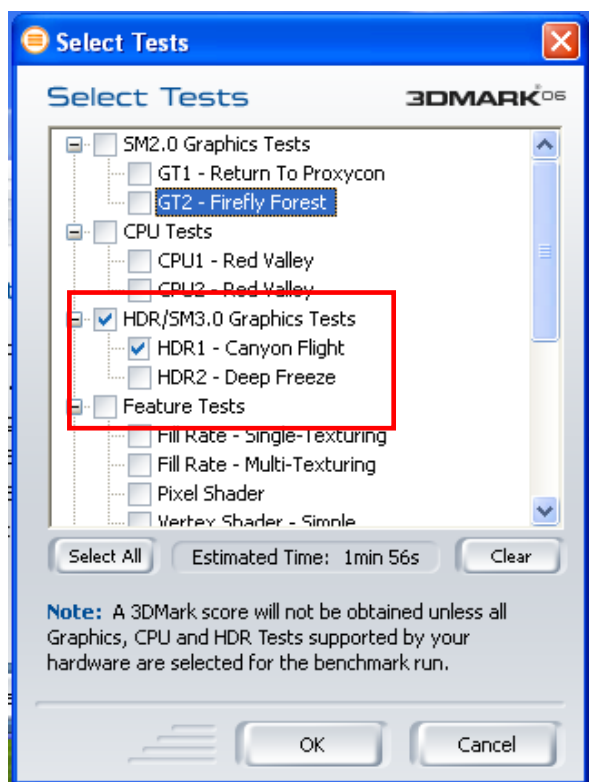 Select Tests
Select Tests 3DMARK06
SM2.0 Graphics Tests
GT1 - Return To Proxycon
GT2 - Firefly Forest
CPU Tests
CPU1 - Red Valley
CPU2 - Red Valley
HDR/SM3.0 Graphics Tests
HDR1 - Canyon Flight
HDR2 - Deep Freeze
Feature Tests
Fill Rate - Single-Texturing
Fill Rate - Multi-Texturing
Pixel Shader
Vertex Shader - Simple
Select All Estimated Time: 1min 56s Clear
Note: A 3DMark score will not be obtained unless all
Graphics, CPU and HDR Tests supported by your
hardware are selected for the benchmark run.
OK Cancel